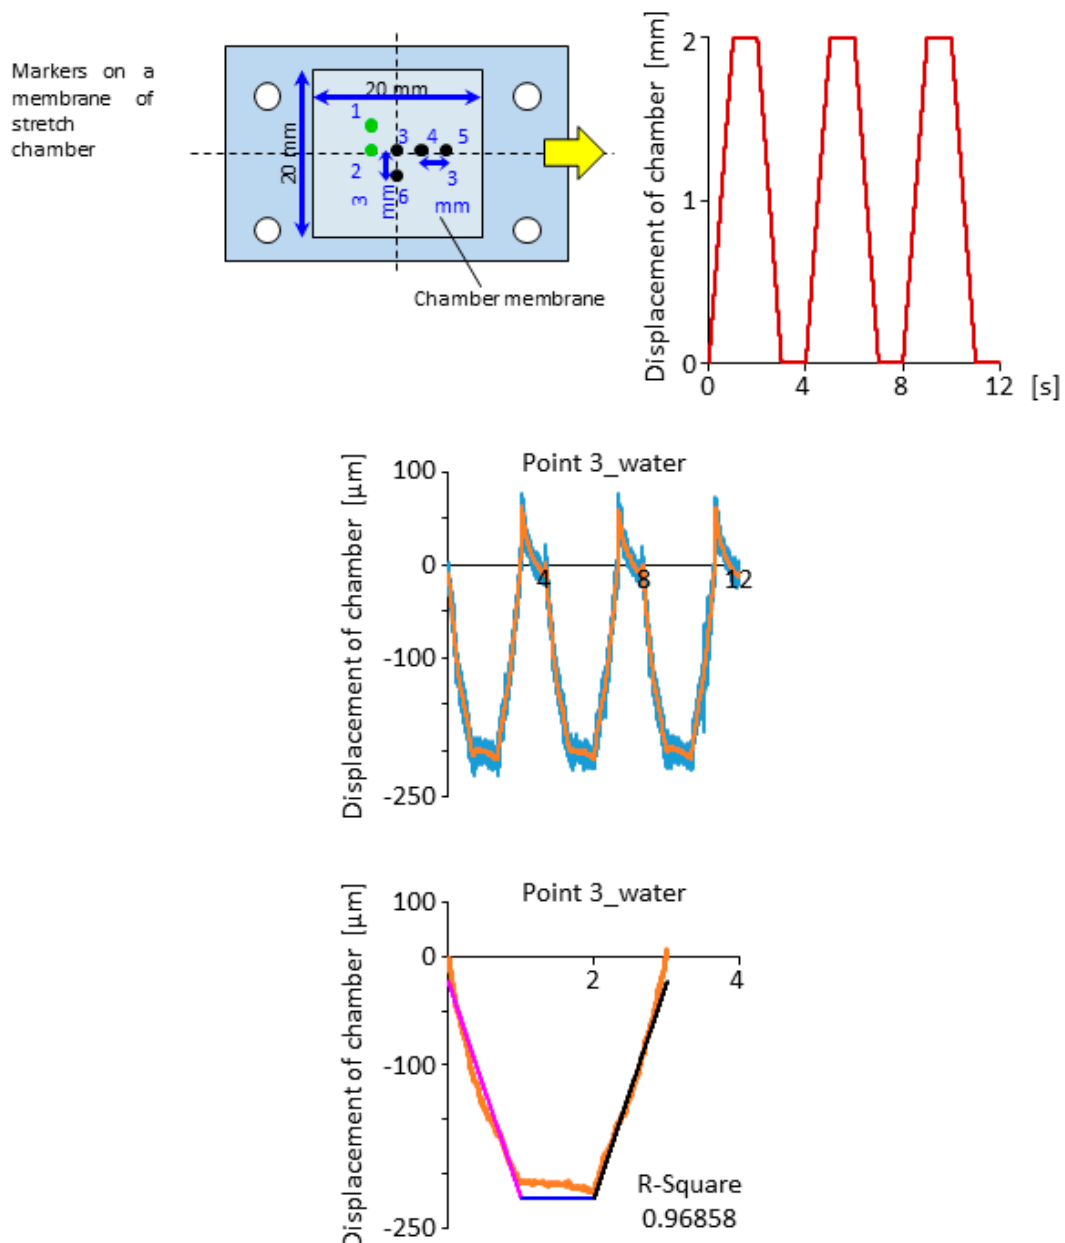 Markers on a
membrane of
stretch
chamber
20 mm
20 mm
1
2
3
4
5
6
3
mm
3
mm
Chamber membrane
Displacement of chamber [mm]
2
1
0
0
4
8
12
[s]
Point 3_water
Displacement of chamber [µm]
100
0
-100
-250
4
8
12
Point 3_water
Displacement of chamber [µm]
100
0
-100
-250
2
4
R-Square
0.96858